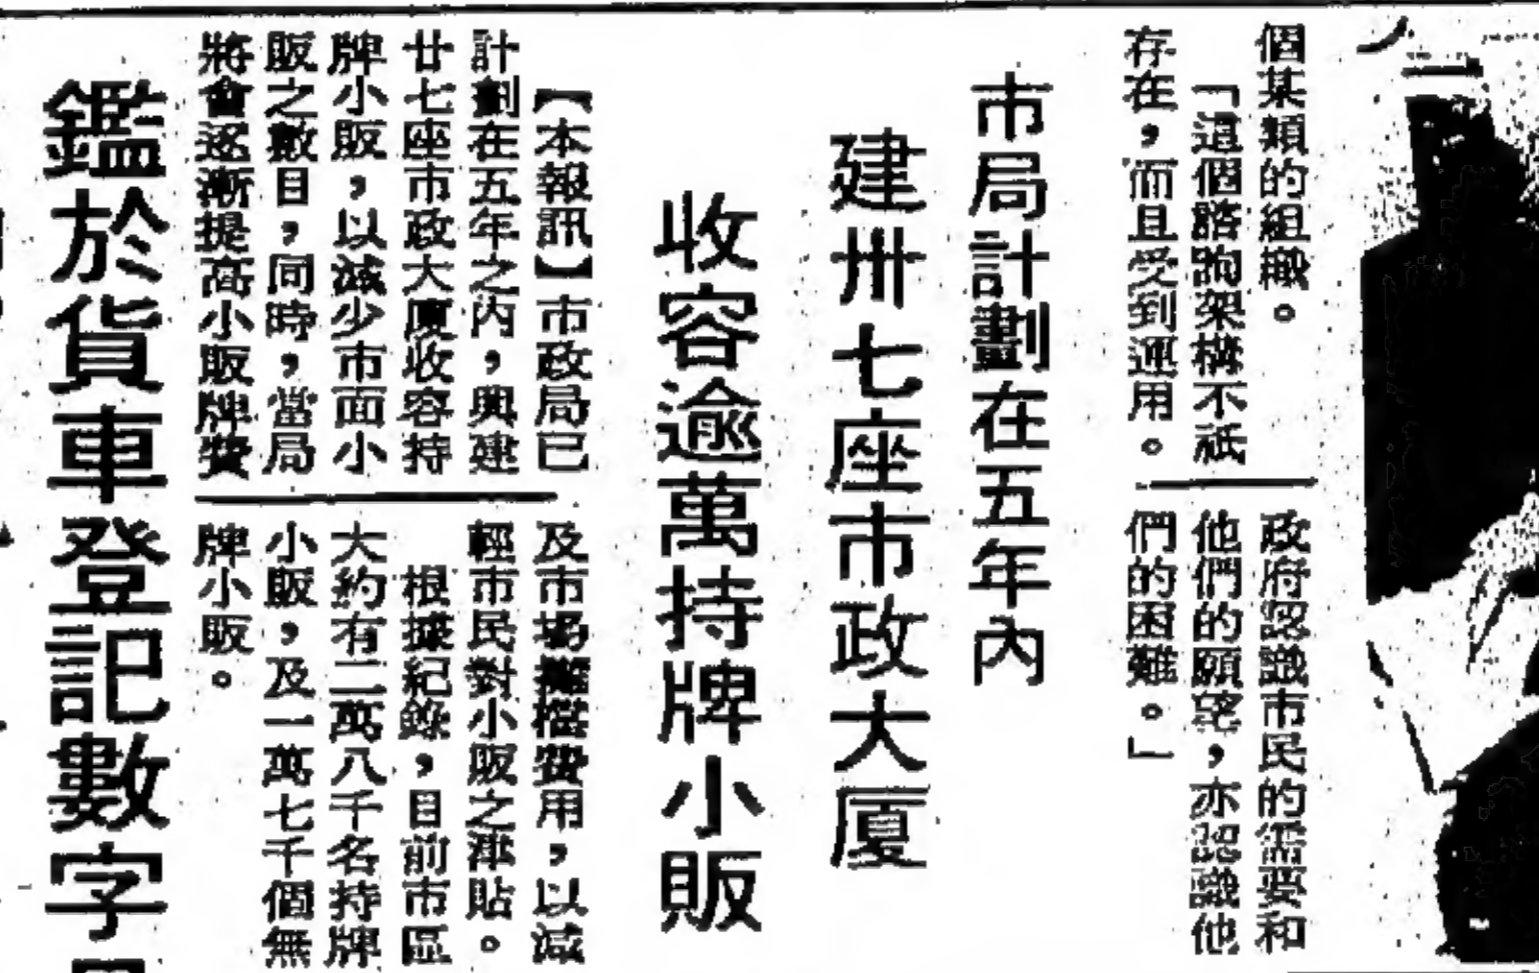 個某類的組織。
「這個諮詢架構不祇
存在，而且受到運用。
政府認識市民的需要和
他們的願望，亦認識他
們的困難。」
市局計劃在五年內
建卅七座市政大廈
收容逾萬持牌小販
【本報訊】市政局已
計劃在五年之內，興建
廿七座市政大廈收容持
牌小販，以減少市面小
販之數目，同時，當局
將會逐漸提高小販牌費
及市場攤檔費用，以減
輕市民對小販之津貼。
根據紀錄，目前市區
大約有二萬八千名持牌
小販，及一萬七千個無
牌小販。
鑑於貨車登記數字